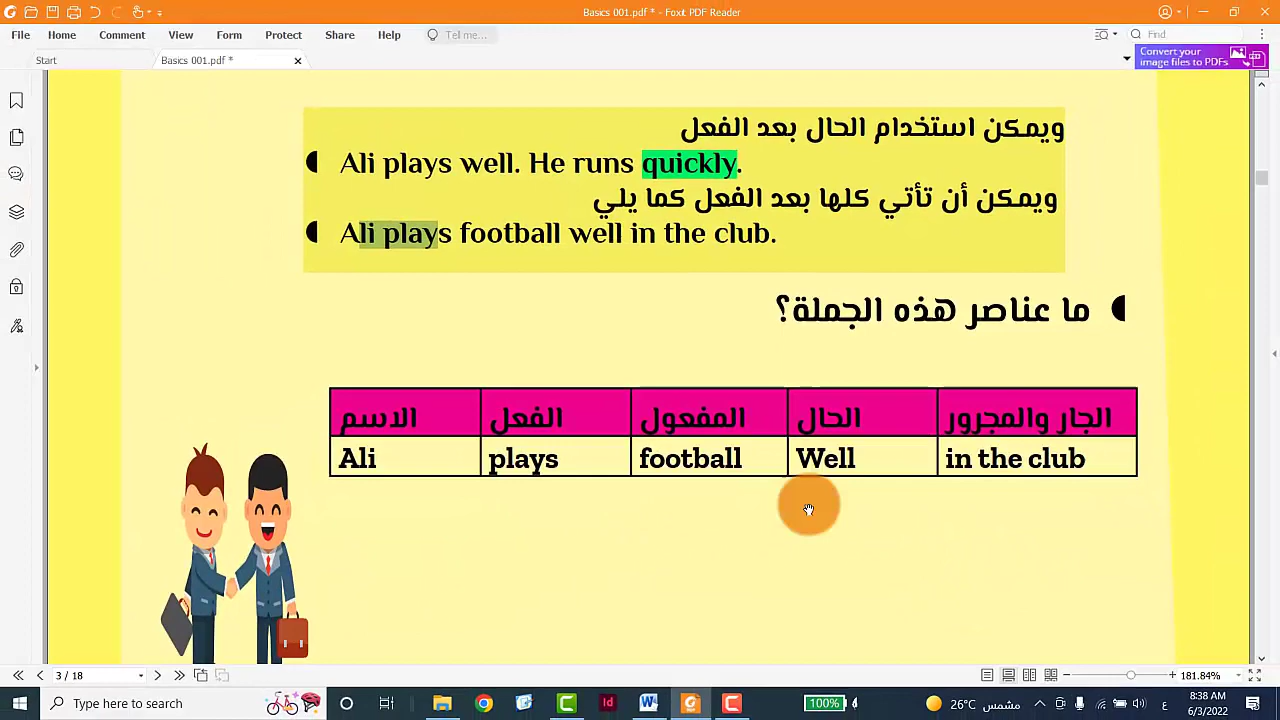 Basics 001.pdf * - Foxit PDF Reader
File Home Comment View Form Protect Share Help Tell me... Find
Start Basics 001.pdf *
Convert your
image files to PDFs
ويمكن استخدام الحال بعد الفعل
Ali plays well. He runs quickly.
ويمكن أن تأتي كلها بعد الفعل كما يلي
Ali plays football well in the club.
ما عناصر هذه الجملة؟
الاسم الفعل المفعول الحال الجار والمجرور
Ali plays football Well in the club
3 / 18 181.84%
Type here to search Id 100% 26°C مشمس 8:38 AM
6/3/2022